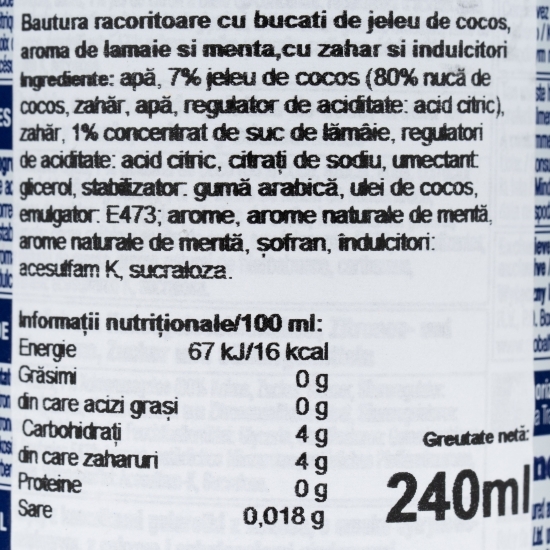 Bautura racoritoare cu bucati de jeleu de cocos,
aroma de lamaie si menta,cu zahar si indulcitori
Ingrediente: apă, 7% jeleu de cocos (80% nucă de
cocos, zahăr, apă, regulator de aciditate: acid citric),
zahăr, 1% concentrat de suc de lămâie, regulatori
de aciditate: acid citric, citrați de sodiu, umectant:
glicerol, stabilizator: gumă arabică, ulei de cocos,
emulgator: E473; arome, arome naturale de mentă,
arome naturale de mentă, șofran, îndulcitori:
acesulfam K, sucraloza.
Informații nutriționale/100 ml:
Energie 67 kJ/16 kcal
Grăsimi 0 g
din care acizi grași 0 g
Carbohidrați 4 g
din care zaharuri 4 g
Proteine 0 g
Sare 0,018 g
Greutate netă:
240ml